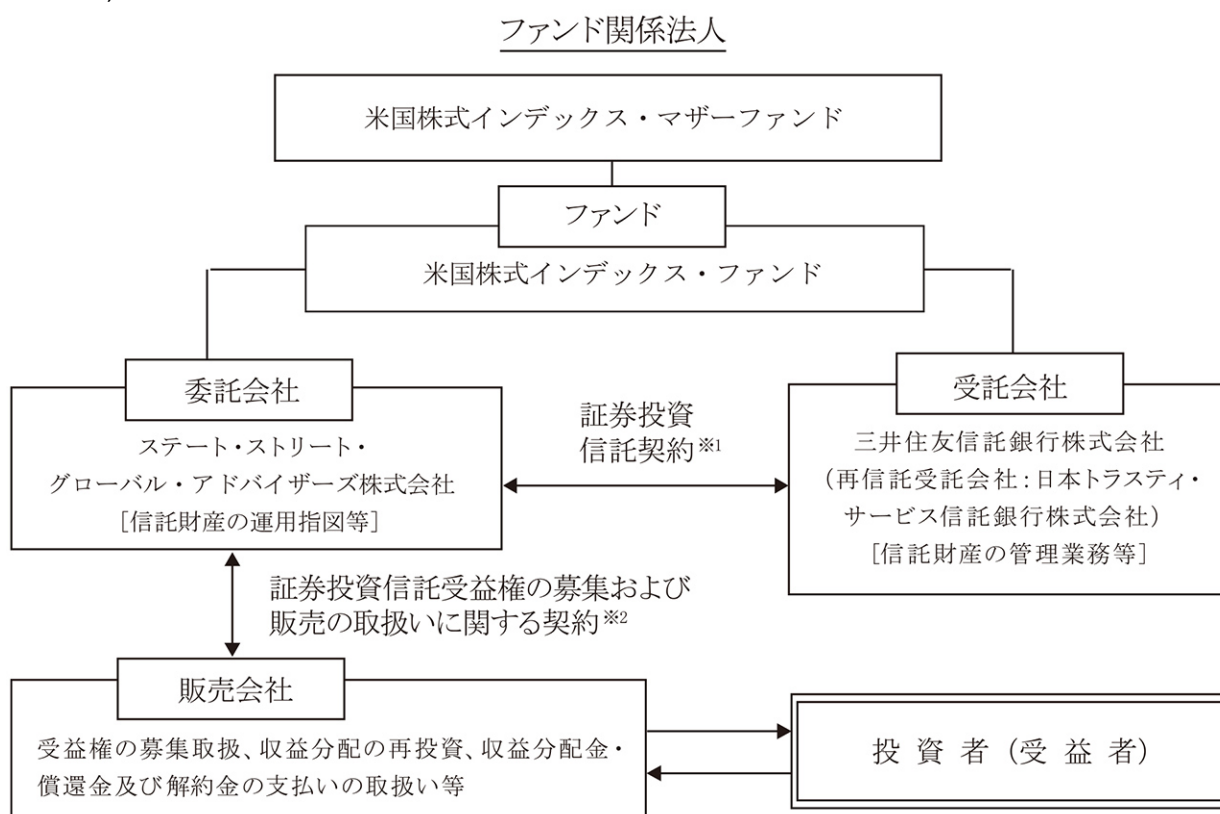 ファンド関係法人
米国株式インデックス・マザーファンド
ファンド
米国株式インデックス・ファンド
委託会社
ステート・ストリート・
グローバル・アドバイザーズ株式会社
[信託財産の運用指図等]
証券投資
信託契約※1
受託会社
三井住友信託銀行株式会社
(再信託受託会社:日本トラスティ・
サービス信託銀行株式会社)
[信託財産の管理業務等]
証券投資信託受益権の募集および
販売の取扱いに関する契約※2
販売会社
受益権の募集取扱、収益分配の再投資、収益分配金・
償還金及び解約金の支払いの取扱い等
投資者(受益者)